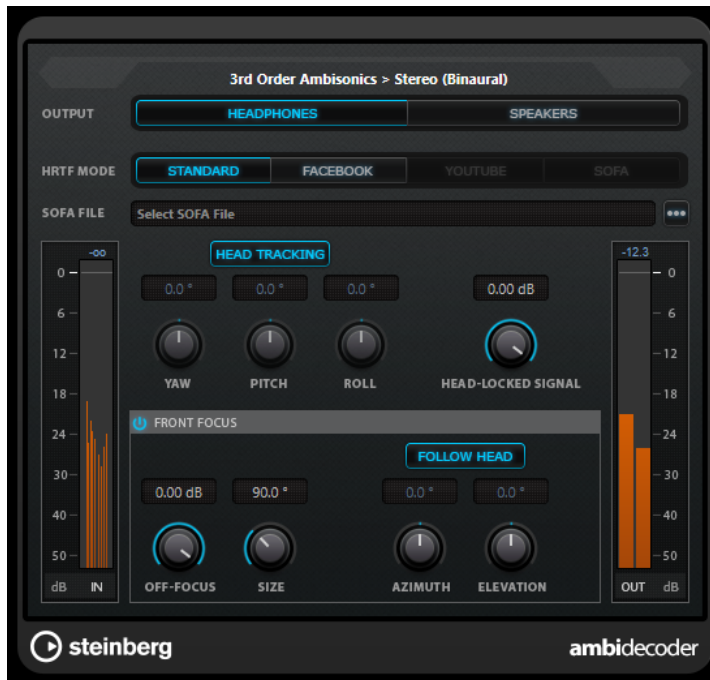 3rd Order Ambisonics > Stereo (Binaural)
OUTPUT HEADPHONES SPEAKERS
HRTF MODE STANDARD FACEBOOK YOUTUBE SOFA
SOFA FILE Select SOFA File
-∞ HEAD TRACKING -12.3
0 0.0 ° 0.0 ° 0.0 ° 0.00 dB 0
6 6
12 12
YAW PITCH ROLL HEAD-LOCKED SIGNAL
18 18
FRONT FOCUS
24 24
FOLLOW HEAD
30 30
0.00 dB 90.0 ° 0.0 ° 0.0 °
40 40
50 50
OFF-FOCUS SIZE AZIMUTH ELEVATION
dB IN OUT dB
steinberg ambidecoder